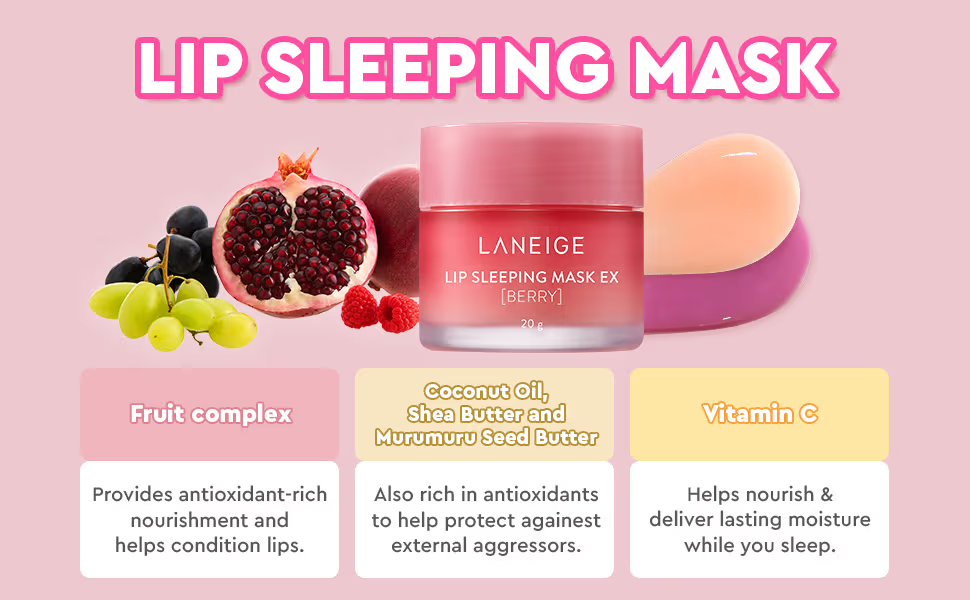 LIP SLEEPING MASK
LANEIGE
LIP SLEEPING MASK EX
[BERRY]
20 g
Fruit complex
Provides antioxidant-rich
nourishment and
helps condition lips.
Coconut Oil,
Shea Butter and
Murumuru Seed Butter
Also rich in antioxidants
to help protect againest
external aggressors.
Vitamin C
Helps nourish &
deliver lasting moisture
while you sleep.